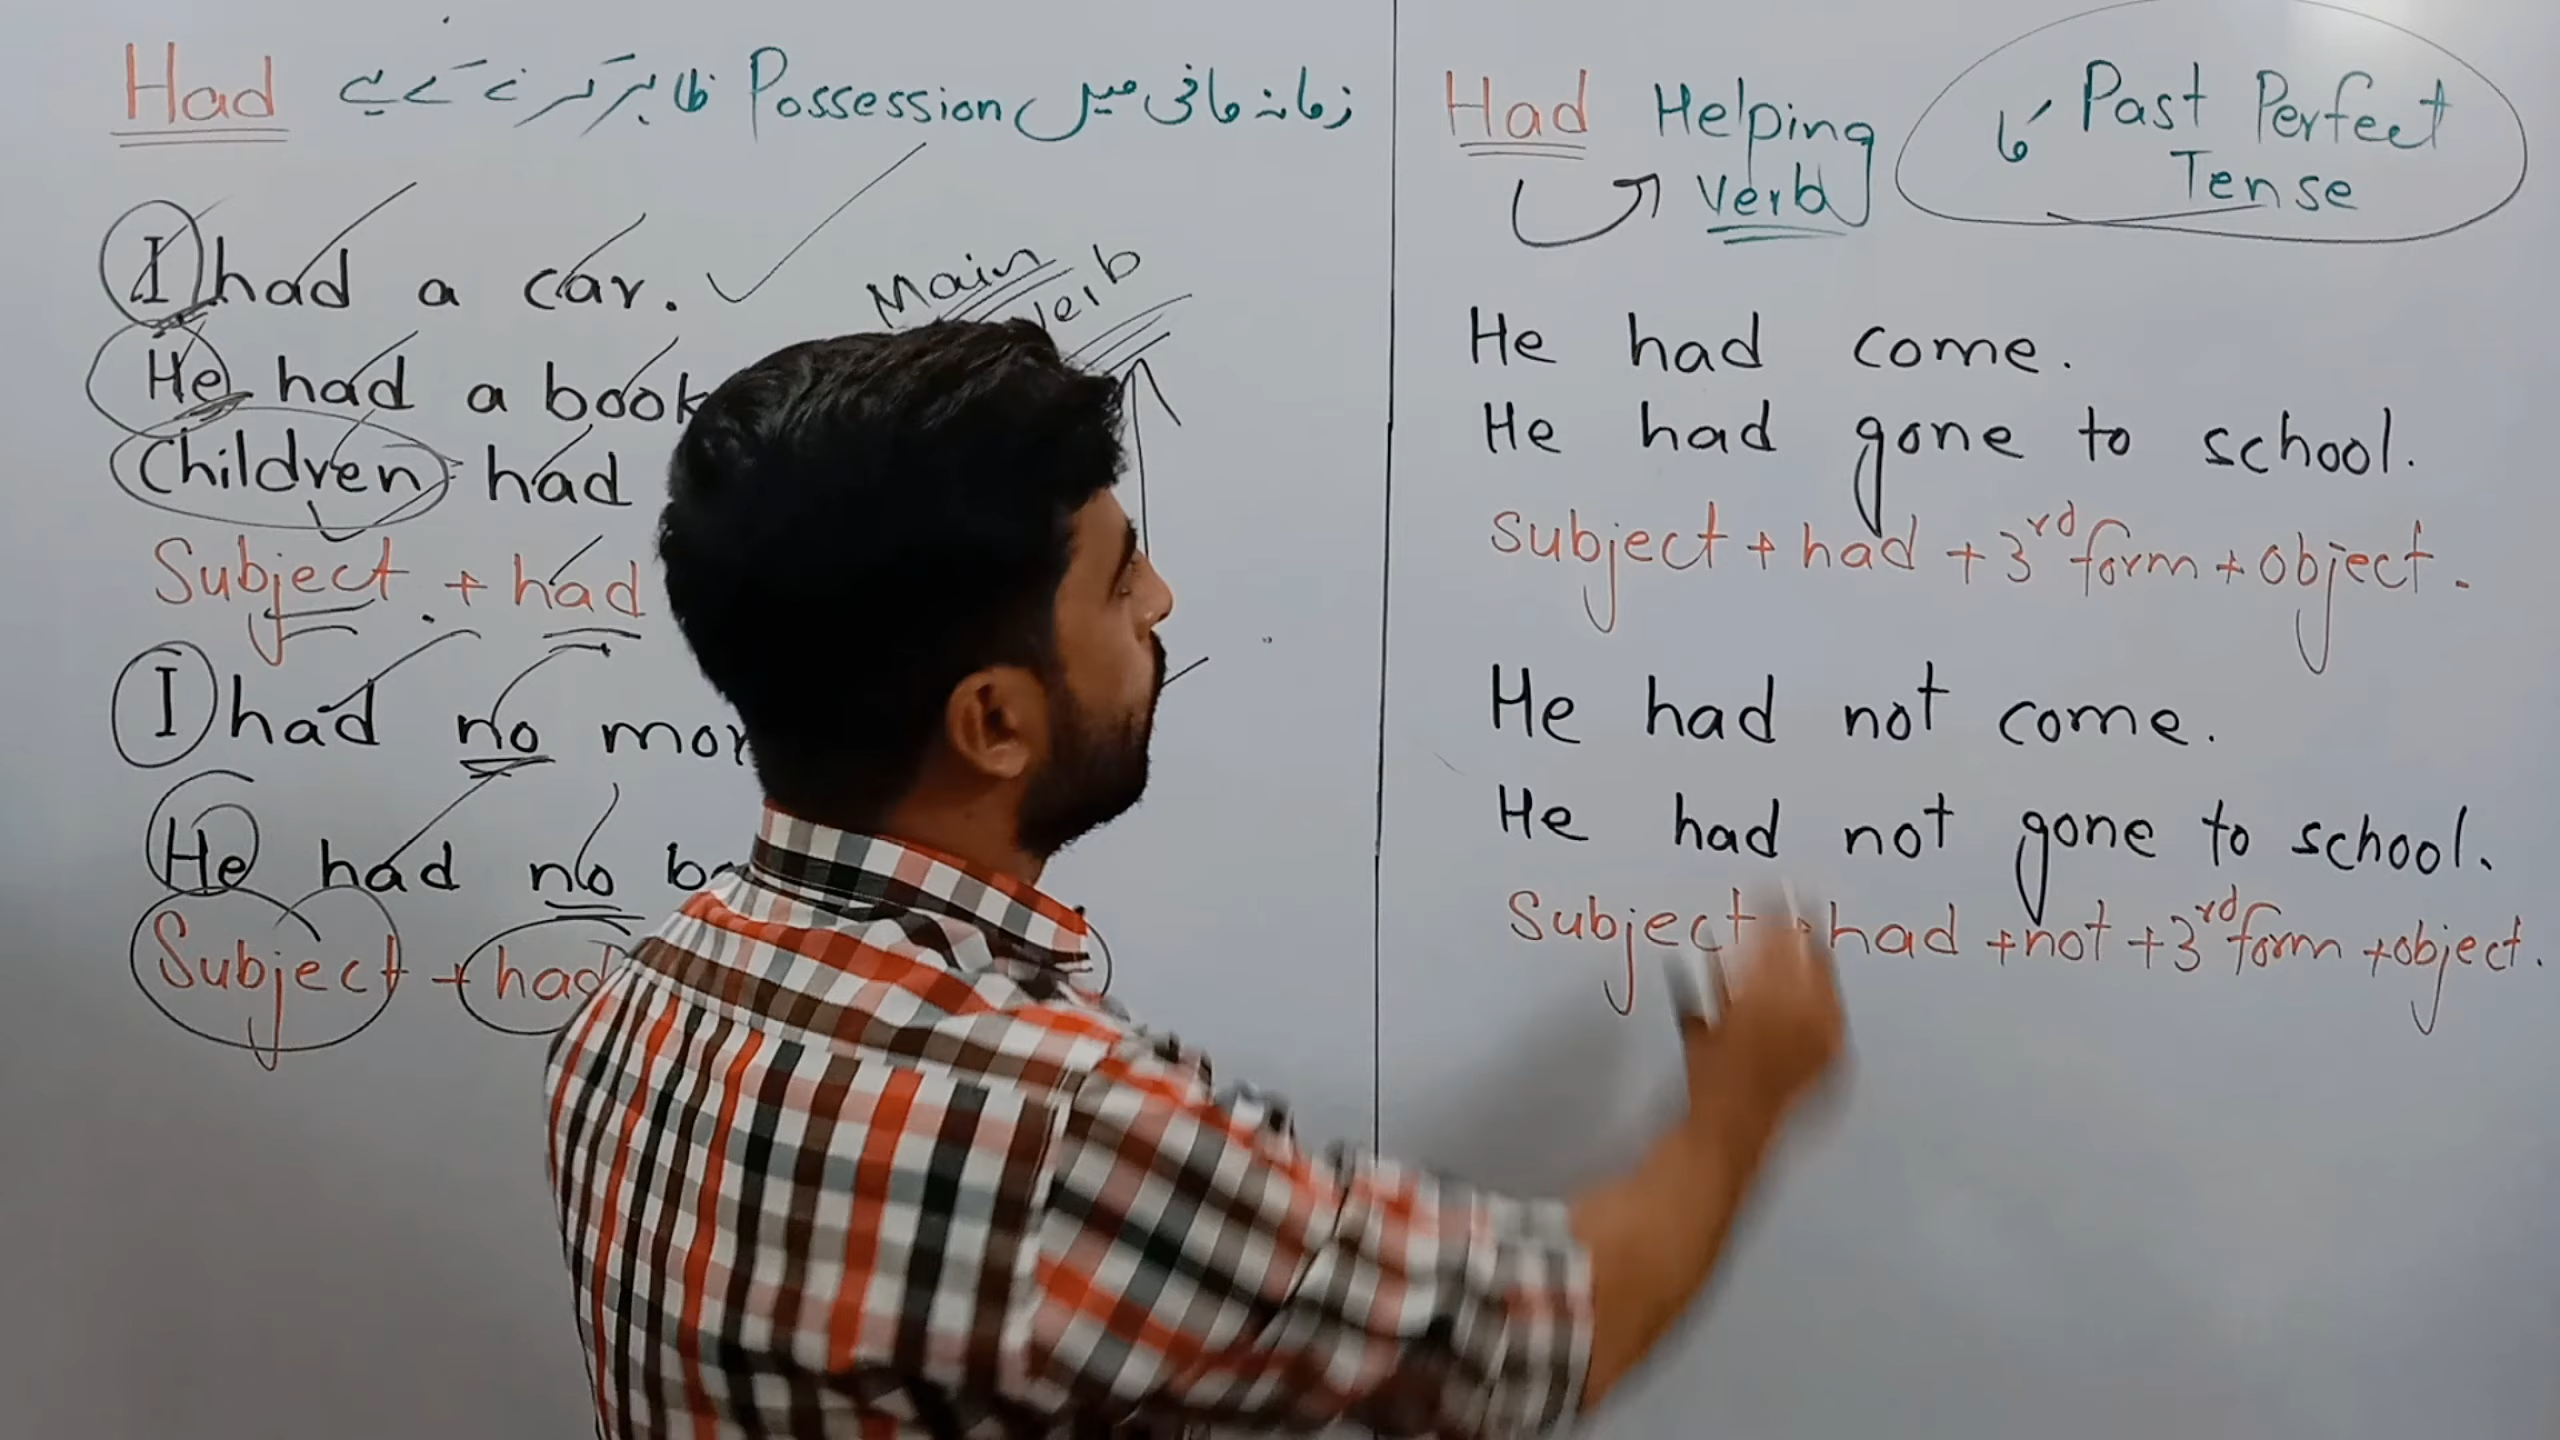 Had زمانہ ماضی میں Possession ظاہر کرنے کے لیے
I had a car.
Main
Verb
He had a book
Children had
Subject + had
I had no
He had no
Subject + had
Had Helping
Verb
Past Perfect
Tense کا
He had come.
He had gone to school.
Subject + had + 3rd form + object.
He had not come.
He had not gone to school.
Subject + had + not + 3rd form + object.